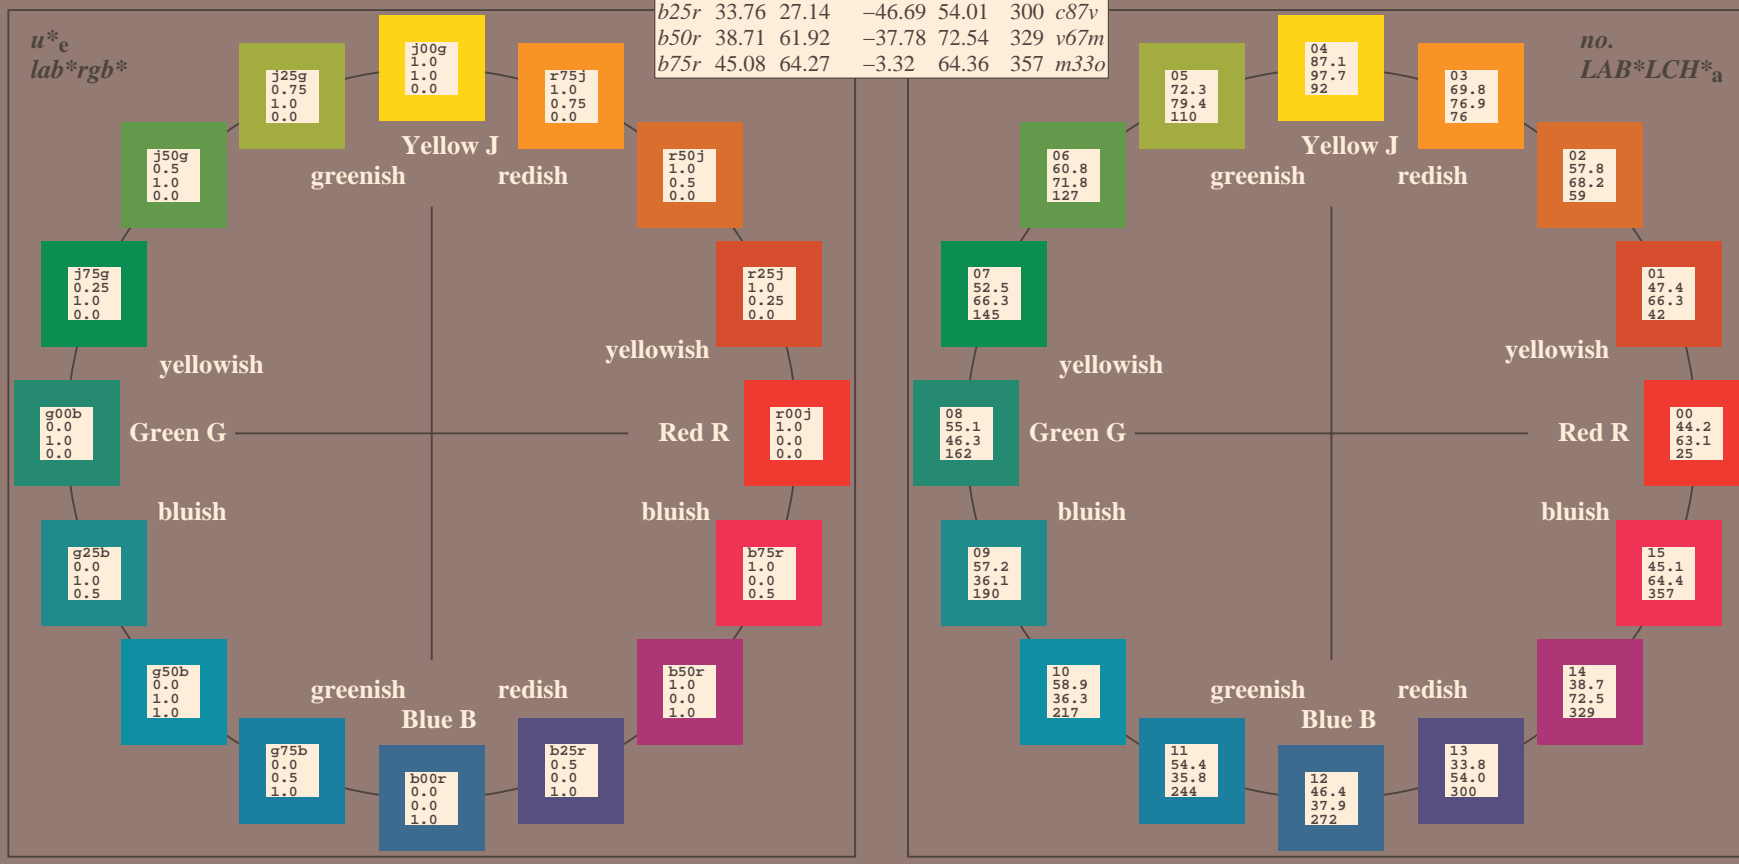 b25r 33.76 27.14 −46.69 54.01 300 c87v
b50r 38.71 61.92 −37.78 72.54 329 v67m
b75r 45.08 64.27 −3.32 64.36 357 m33o
u*e
lab*rgb*
j00g
1.0
1.0
0.0
j25g
0.75
1.0
0.0
r75j
1.0
0.75
0.0
j50g
0.5
1.0
0.0
r50j
1.0
0.5
0.0
Yellow J
greenish redish
j75g
0.25
1.0
0.0
r25j
1.0
0.25
0.0
yellowish
yellowish
g00b
0.0
1.0
0.0
Green G
Red R
r00j
1.0
0.0
0.0
bluish
bluish
g25b
0.0
1.0
0.5
b75r
1.0
0.0
0.5
g50b
0.0
1.0
1.0
b50r
1.0
0.0
1.0
greenish redish
Blue B
g75b
0.0
0.5
1.0
b00r
0.0
0.0
1.0
b25r
0.5
0.0
1.0
no.
LAB*LCH*a
04
87.1
97.7
92
05
72.3
79.4
110
03
69.8
76.9
76
06
60.8
71.8
127
02
57.8
68.2
59
Yellow J
greenish redish
07
52.5
66.3
145
01
47.4
66.3
42
yellowish
yellowish
08
55.1
46.3
162
Green G
Red R
00
44.2
63.1
25
bluish
bluish
09
57.2
36.1
190
15
45.1
64.4
357
10
58.9
36.3
217
14
38.7
72.5
329
greenish redish
Blue B
11
54.4
35.8
244
12
46.4
37.9
272
13
33.8
54.0
300